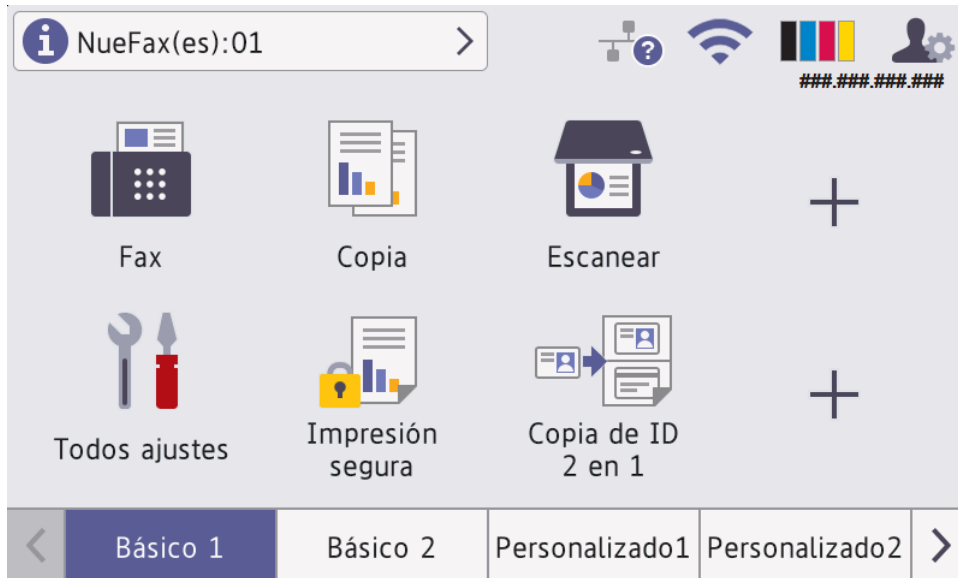 NueFax(es):01
###.###.###.###
Fax
Copia
Escanear
Todos ajustes
Impresión
segura
Copia de ID
2 en 1
Básico 1
Básico 2
Personalizado1
Personalizado2